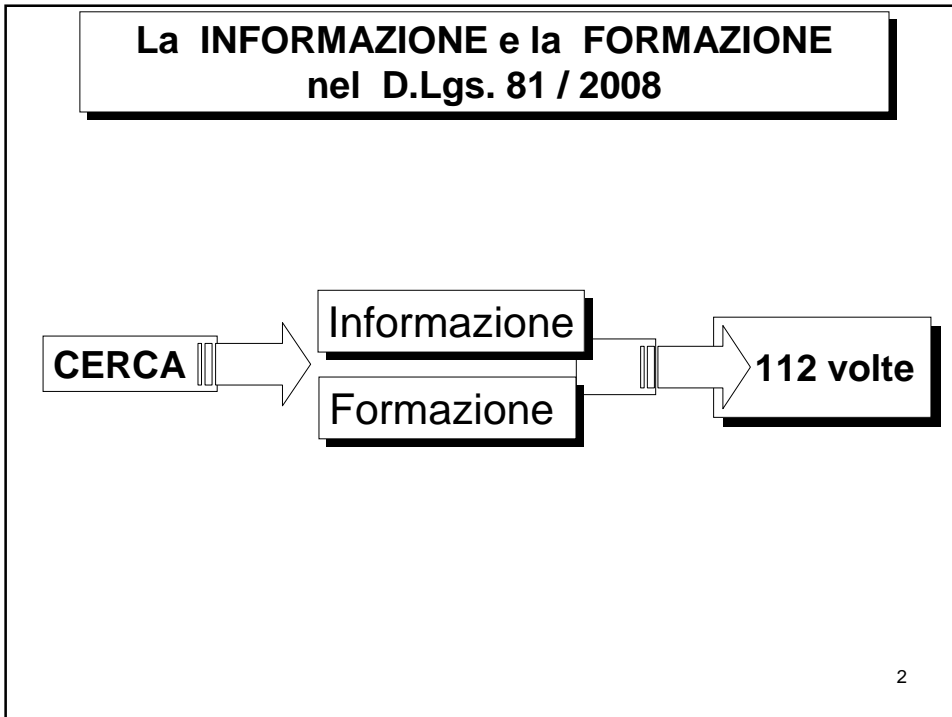 La INFORMAZIONE e la FORMAZIONE
nel D.Lgs. 81 / 2008
CERCA
Informazione
Formazione
112 volte
2